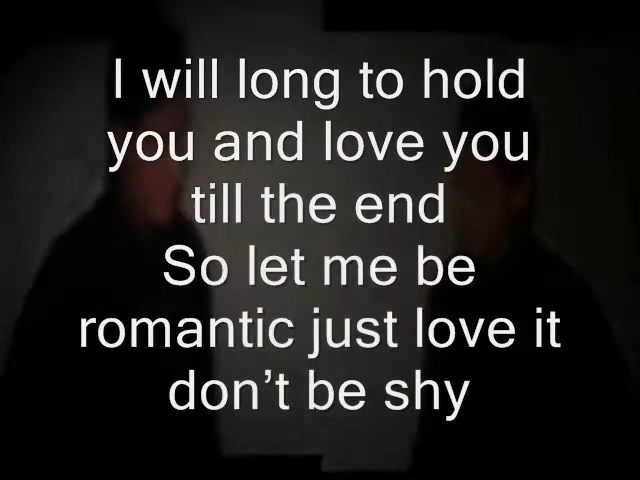 I will long to hold
you and love you
till the end
So let me be
romantic just love it
don’t be shy